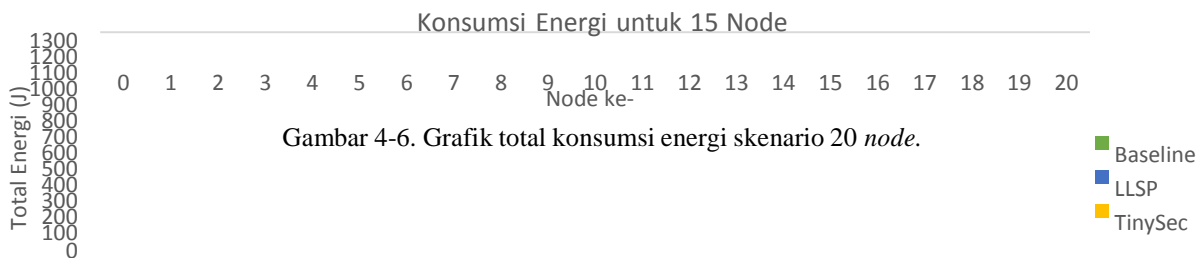 Konsumsi Energi untuk 15 Node
Total Energi (J)
1300
1200
1100
1000
900
800
700
600
500
400
300
200
100
0
0 1 2 3 4 5 6 7 8 9 10 11 12 13 14 15 16 17 18 19 20
Node ke-
Gambar 4-6. Grafik total konsumsi energi skenario 20 node.
Baseline
LLSP
TinySec